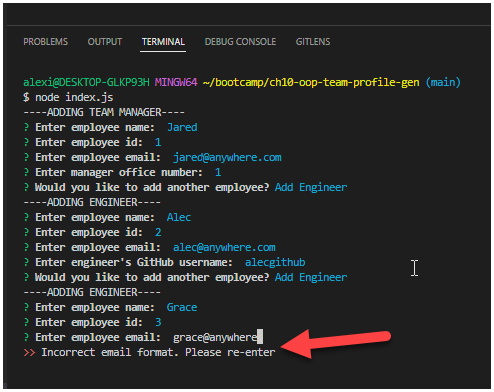 PROBLEMS OUTPUT TERMINAL DEBUG CONSOLE GITLENS
alexi@DESKTOP-GLKP93H MINGW64 ~/bootcamp/ch10-oop-team-profile-gen (main)
$ node index.js
----ADDING TEAM MANAGER----
? Enter employee name: Jared
? Enter employee id: 1
? Enter employee email: jared@anywhere.com
? Enter manager office number: 1
? Would you like to add another employee? Add Engineer
----ADDING ENGINEER----
? Enter employee name: Alec
? Enter employee id: 2
? Enter employee email: alec@anywhere.com
? Enter engineer's GitHub username: alecgithub
? Would you like to add another employee? Add Engineer
----ADDING ENGINEER----
? Enter employee name: Grace
? Enter employee id: 3
? Enter employee email: grace@anywhere
>> Incorrect email format. Please re-enter